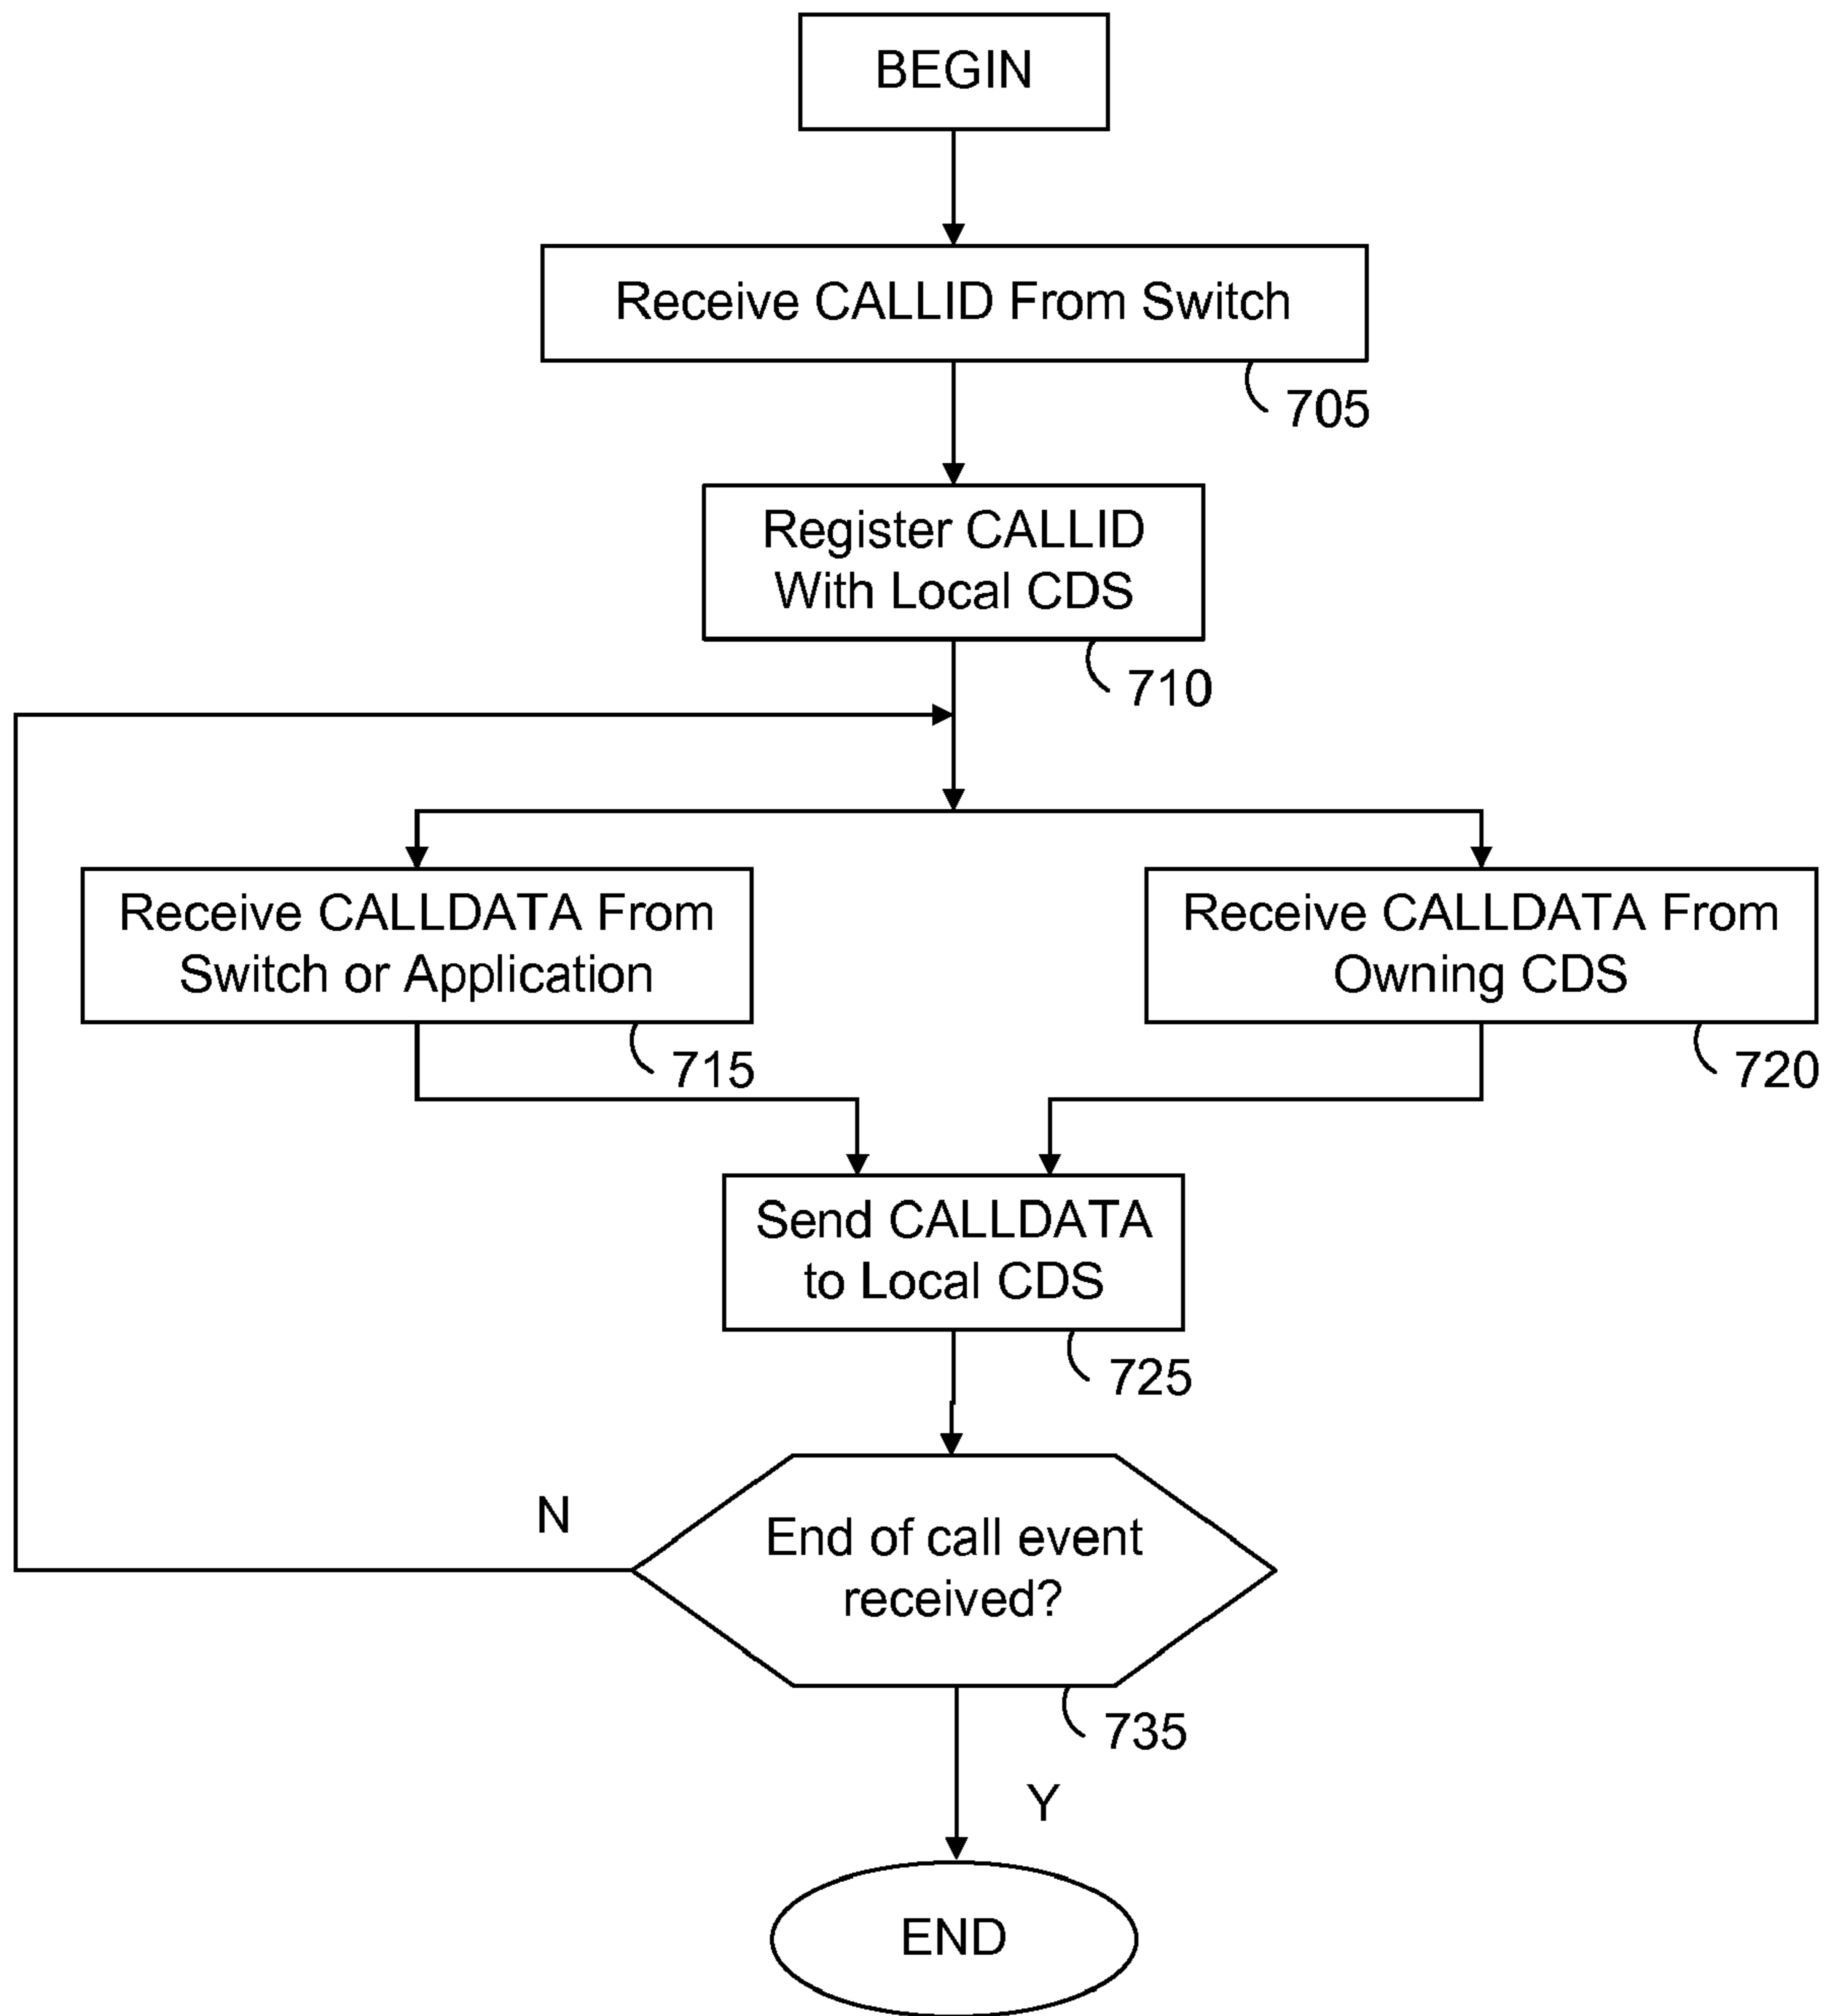 BEGIN
Receive CALLID From Switch
705
Register CALLID
With Local CDS
710
Receive CALLDATA From
Switch or Application
715
Receive CALLDATA From
Owning CDS
720
Send CALLDATA
to Local CDS
725
N
End of call event
received?
735
Y
END